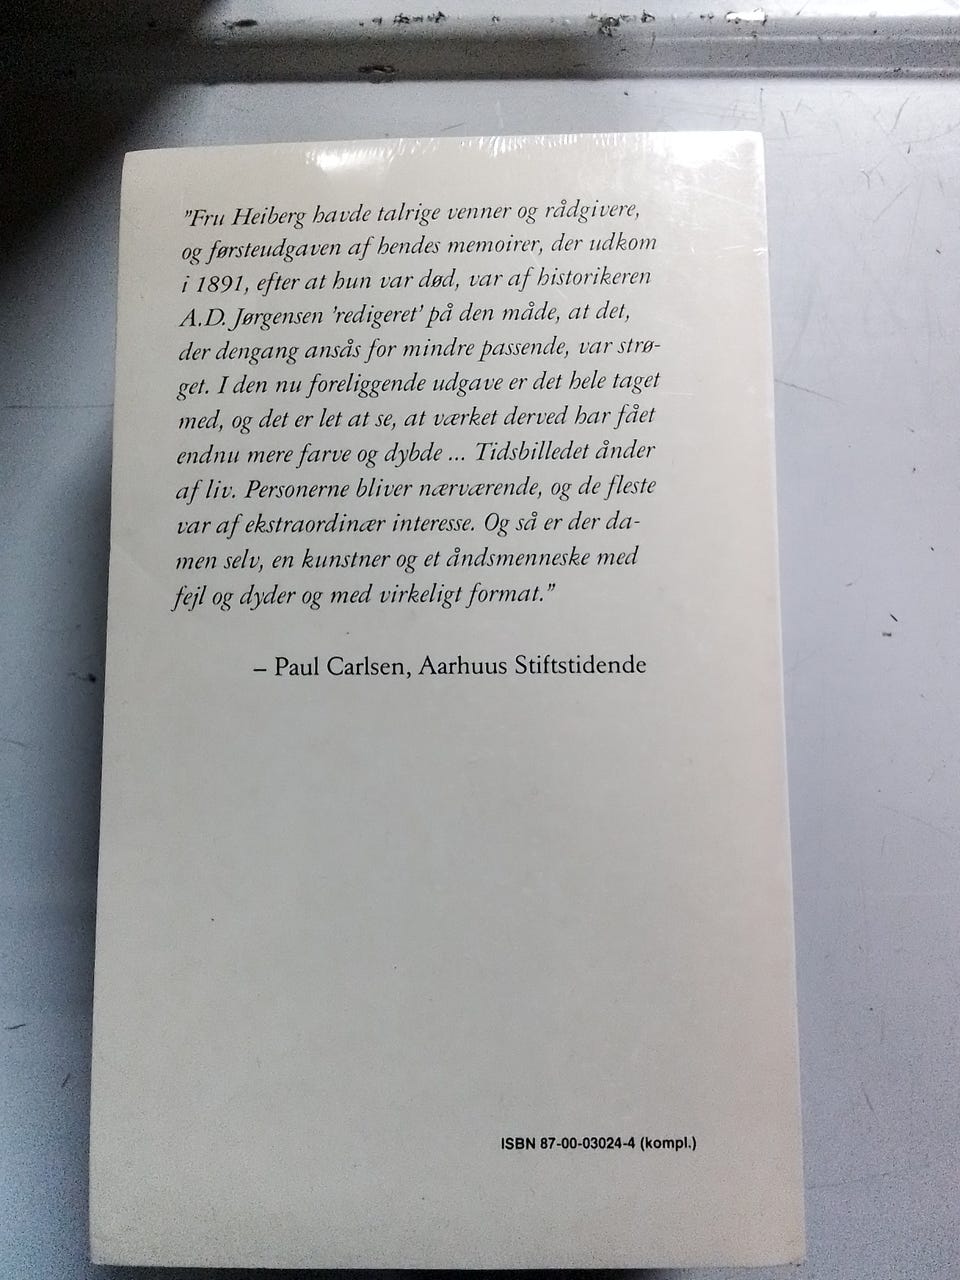 ”Fru Heiberg havde talrige venner og rådgivere,
og førsteudgaven af hendes memoirer, der udkom
i 1891, efter at hun var død, var af historikeren
A.D. Jørgensen ’redigeret’ på den måde, at det,
der dengang ansås for mindre passende, var strø-
get. I den nu foreliggende udgave er det hele taget
med, og det er let at se, at værket derved har fået
endnu mere farve og dybde ... Tidsbilledet ånder
af liv. Personerne bliver nærværende, og de fleste
var af ekstraordinær interesse. Og så er der da-
men selv, en kunstner og et åndsmenneske med
fejl og dyder og med virkeligt format.”
– Paul Carlsen, Aarhuus Stiftstidende
ISBN 87-00-03024-4 (kompl.)